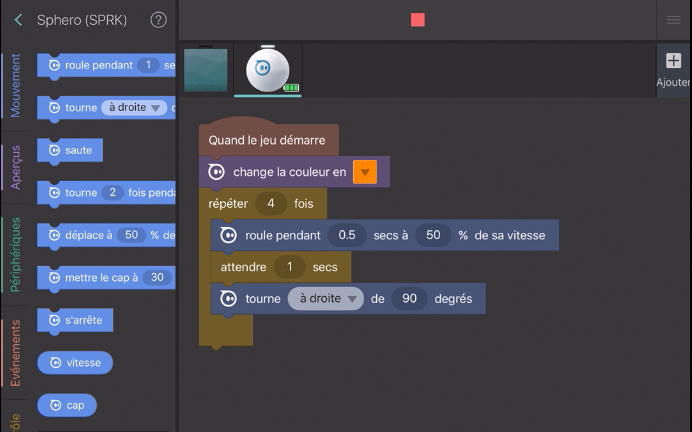 Sphero (SPRK) ?
Mouvement
Aperçus
Périphériques
Evénements
rôle
roule pendant 1 se
tourne à droite
saute
tourne 2 fois penda
déplace à 50 % de
mettre le cap à 30
s'arrête
vitesse
cap
Ajouter
Quand le jeu démarre
change la couleur en
répéter 4 fois
roule pendant 0.5 secs à 50 % de sa vitesse
attendre 1 secs
tourne à droite de 90 degrés